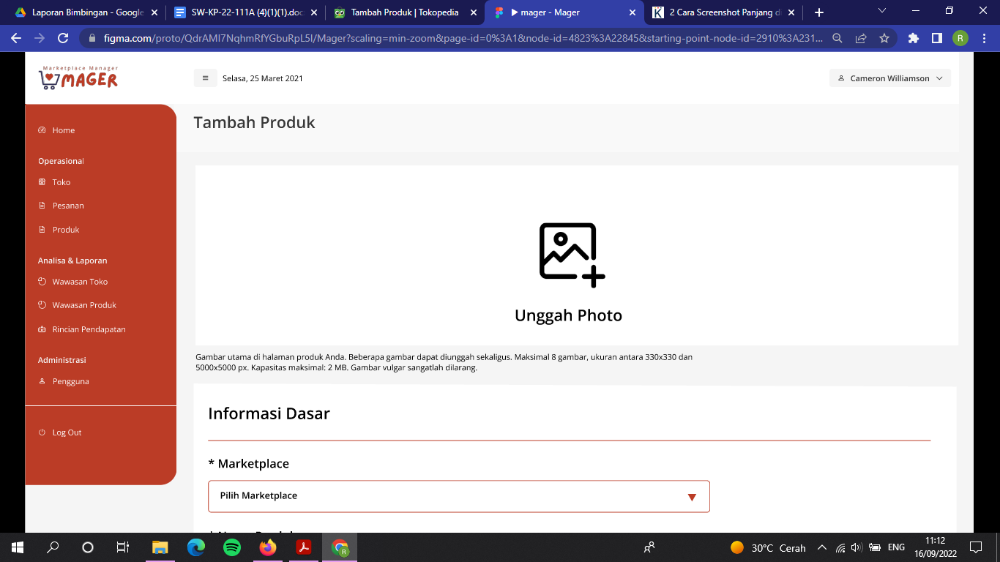 Laporan Bimbingan - Google
SW-KP-22-111A (4)(1)(1).doc
Tambah Produk | Tokopedia
mager - Mager
2 Cara Screenshot Panjang di
figma.com/proto/QdrAMI7NqhmRfYGbuRpL5I/Mager?scaling=min-zoom&page-id=0%3A1&node-id=4823%3A22845&starting-point-node-id=2910%3A231...
R
Marketplace Manager
MAGER
Selasa, 25 Maret 2021
Cameron Williamson
Tambah Produk
Home
Operasional
Toko
Pesanan
Produk
Analisa & Laporan
Wawasan Toko
Wawasan Produk
Rincian Pendapatan
Administrasi
Pengguna
Log Out
Unggah Photo
Gambar utama di halaman produk Anda. Beberapa gambar dapat diunggah sekaligus. Maksimal 8 gambar, ukuran antara 330x330 dan
5000x5000 px. Kapasitas maksimal: 2 MB. Gambar vulgar sangatlah dilarang.
Informasi Dasar
* Marketplace
Pilih Marketplace
30°C Cerah
ENG
11:12
16/09/2022